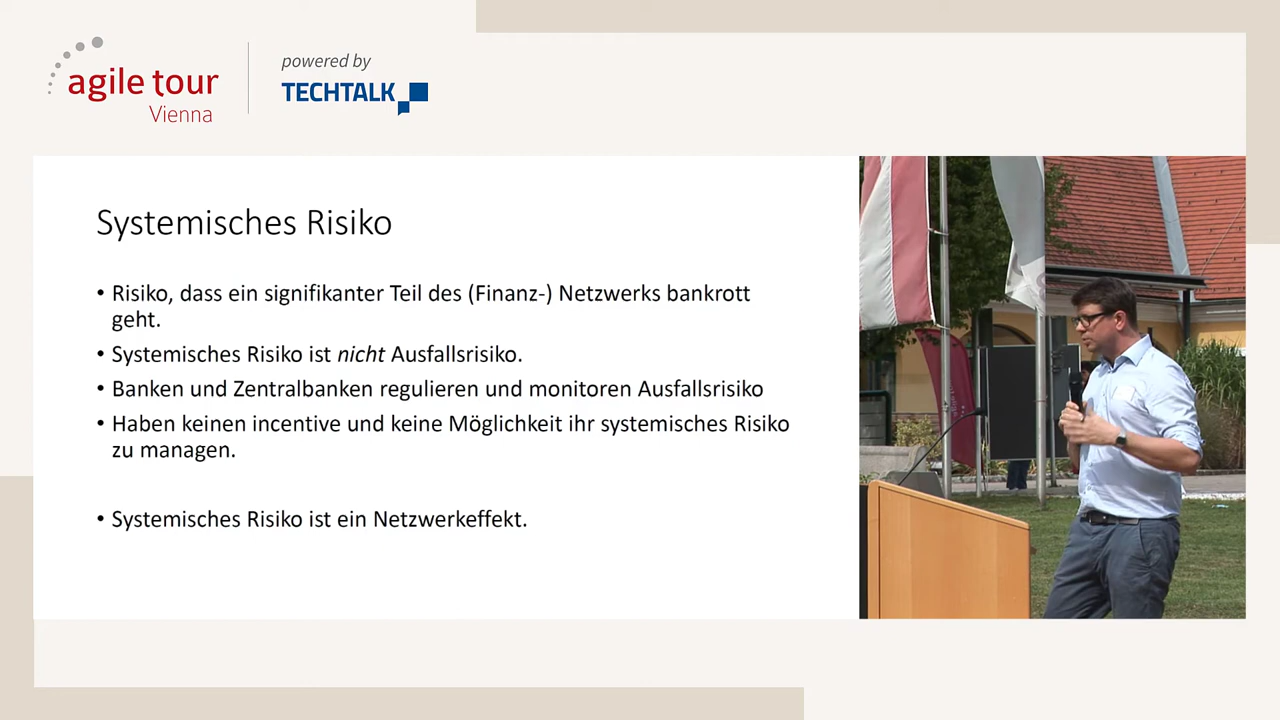 agile tour
Vienna
powered by
TECHTALK
Systemisches Risiko
• Risiko, dass ein signifikanter Teil des (Finanz-) Netzwerks bankrott
geht.
• Systemisches Risiko ist nicht Ausfallsrisiko.
• Banken und Zentralbanken regulieren und monitoren Ausfallsrisiko
• Haben keinen incentive und keine Möglichkeit ihr systemisches Risiko
zu managen.
• Systemisches Risiko ist ein Netzwerkeffekt.